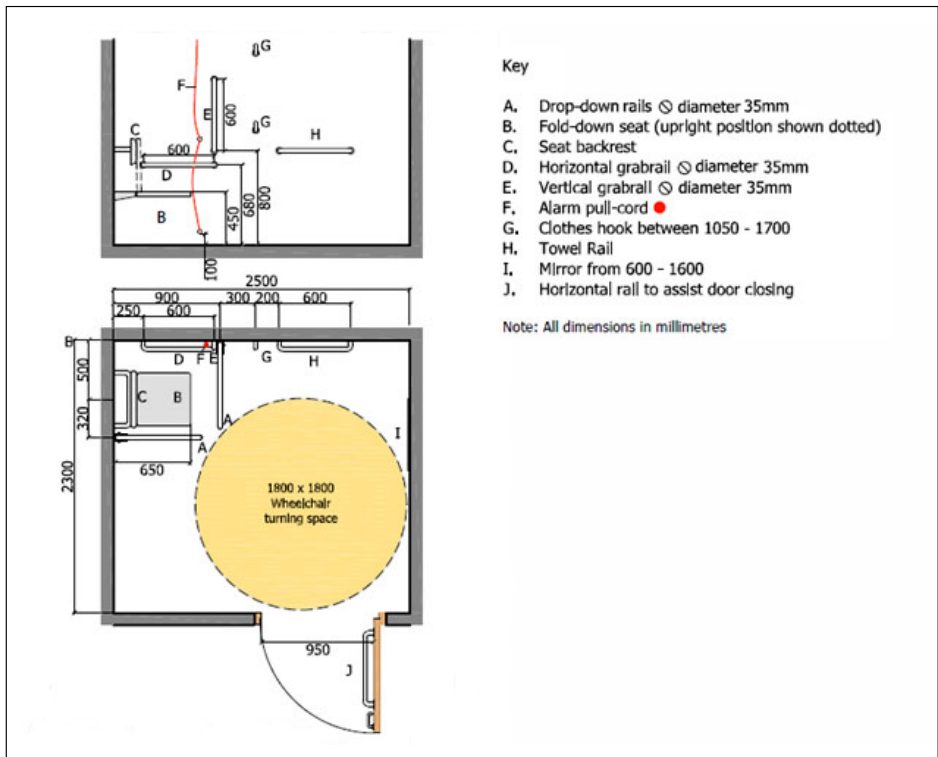 G
F
E
600
G
C
H
600
D
B
450
680
800
100
2500
900 300 200 600
250 600
B
D F E G H
500
C B
A
320
A
I
650
2300
1800 x 1800
Wheelchair
turning space
950
J
Key
A. Drop-down rails ⦸ diameter 35mm
B. Fold-down seat (upright position shown dotted)
C. Seat backrest
D. Horizontal grabrail ⦸ diameter 35mm
E. Vertical grabrail ⦸ diameter 35mm
F. Alarm pull-cord
G. Clothes hook between 1050 - 1700
H. Towel Rail
I. Mirror from 600 - 1600
J. Horizontal rail to assist door closing
Note: All dimensions in millimetres